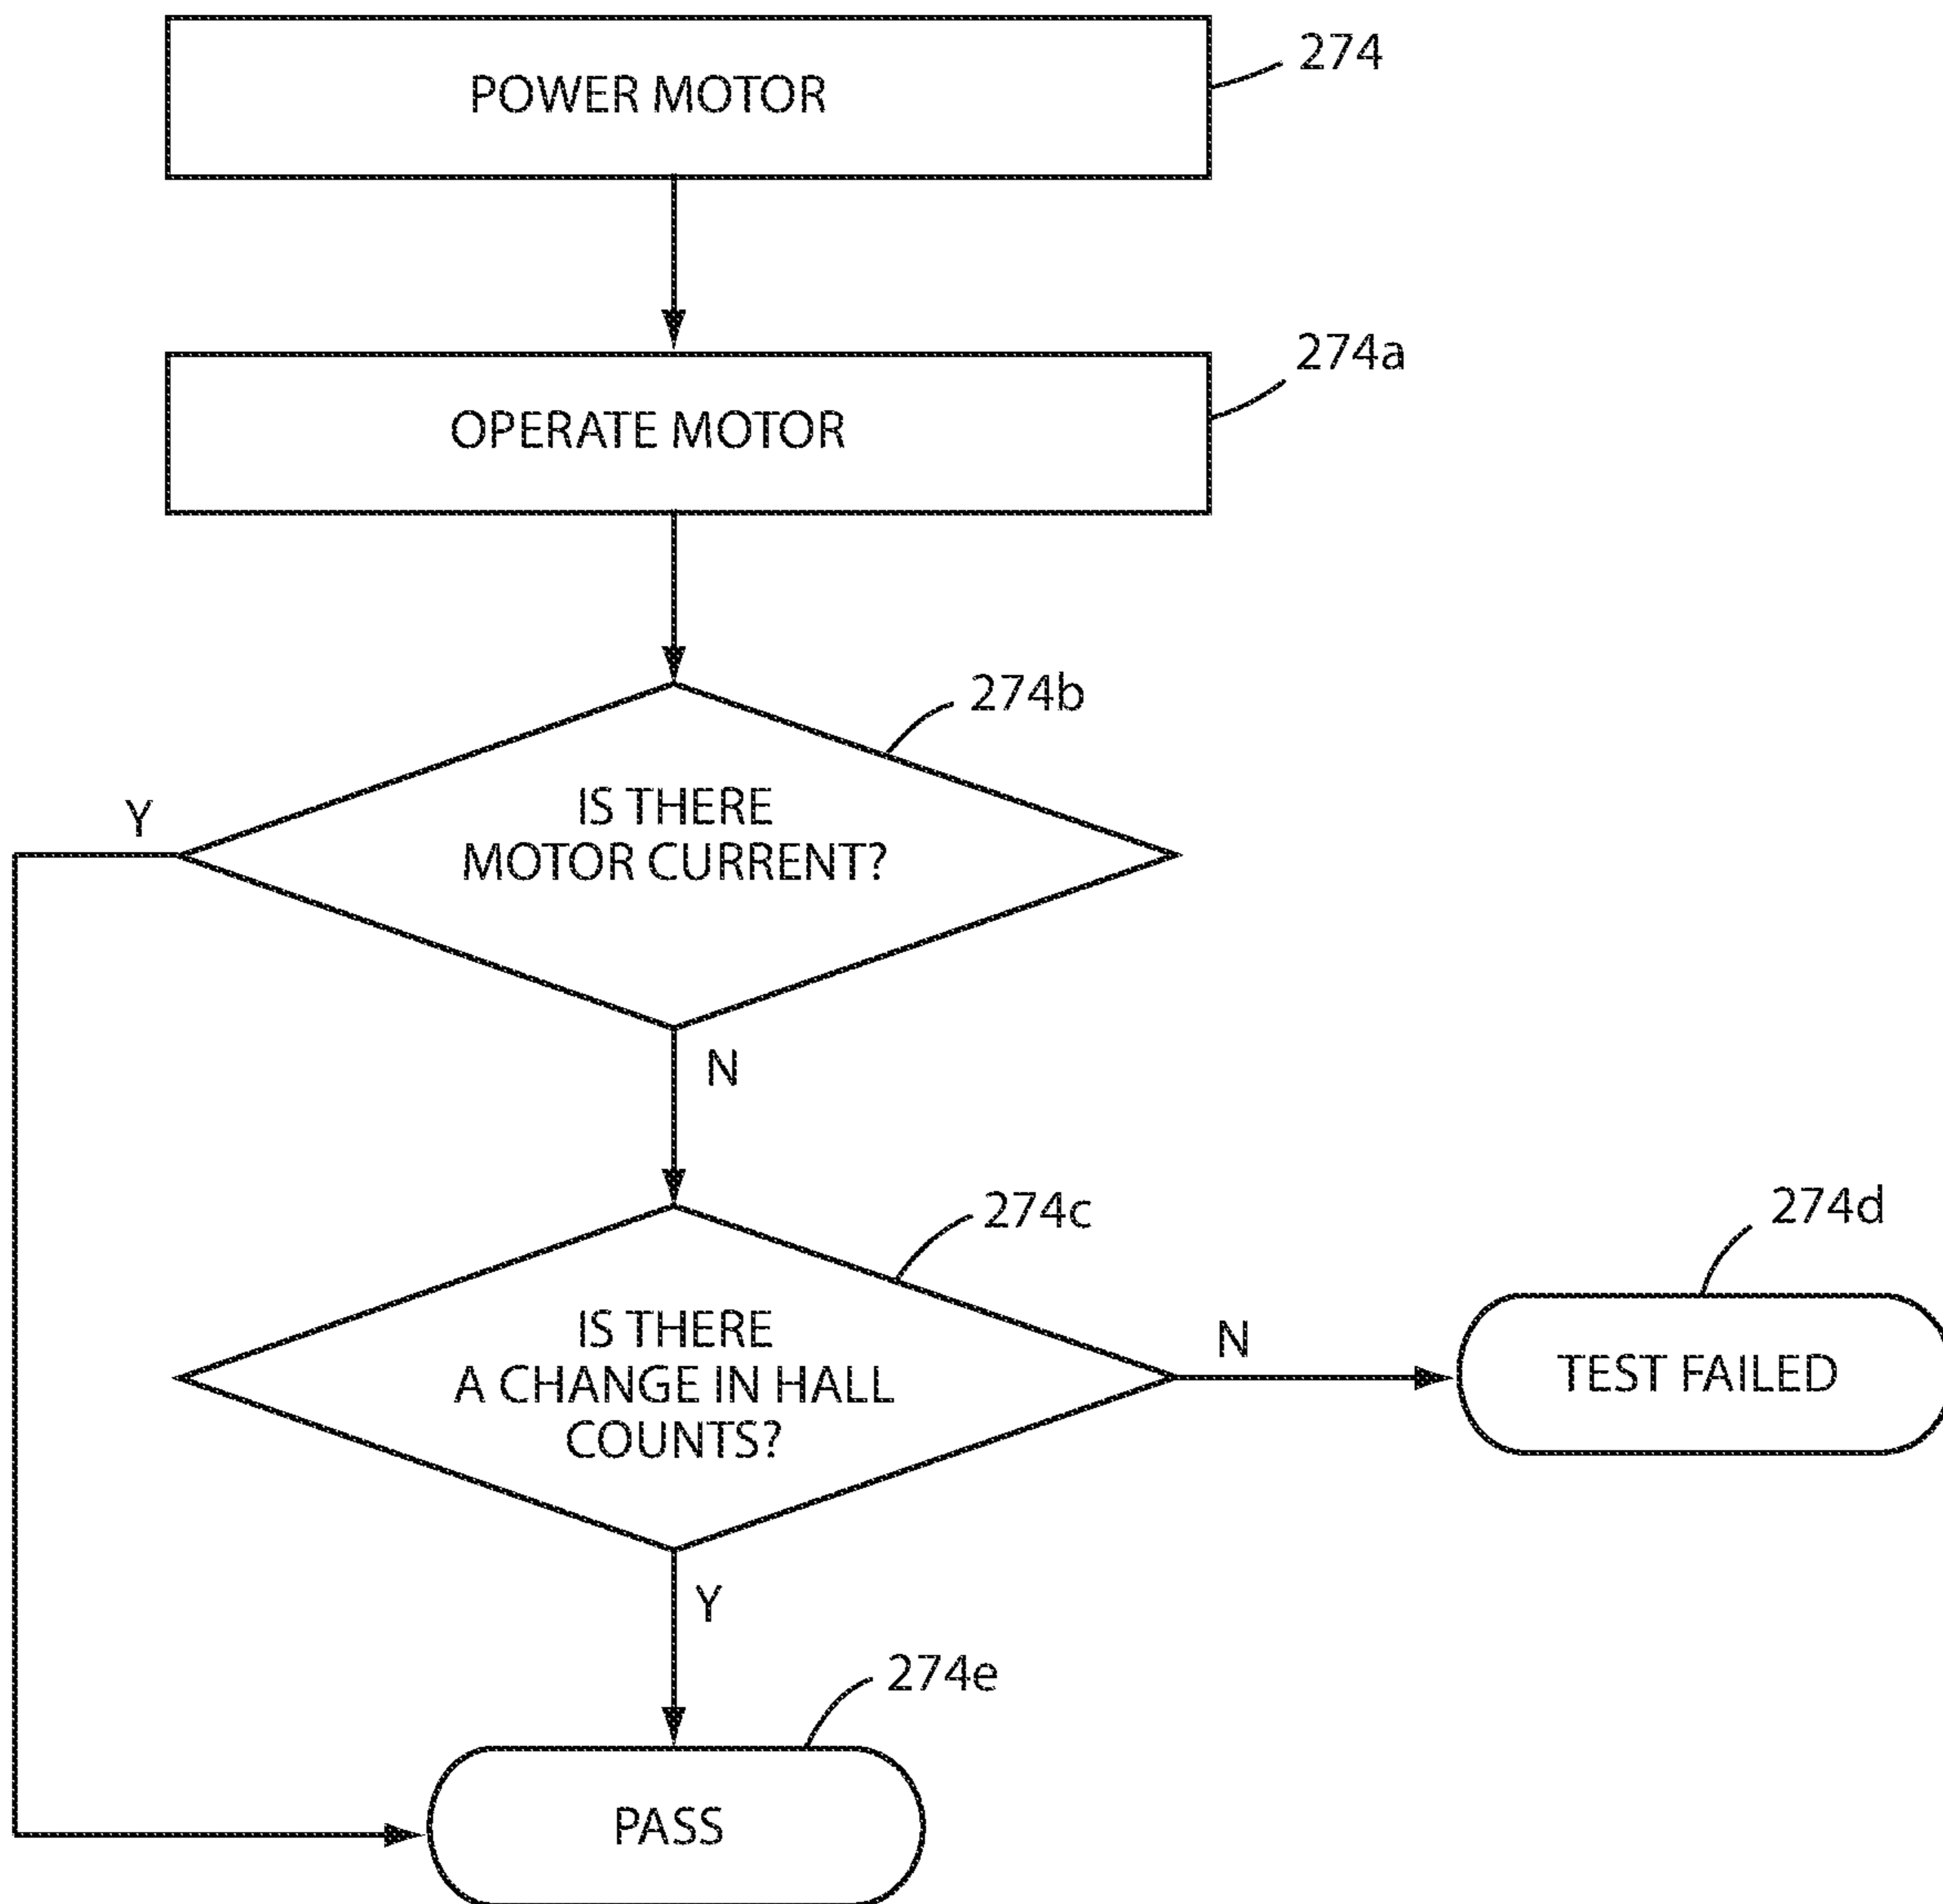 POWER MOTOR
274
OPERATE MOTOR
274a
274b
IS THERE
MOTOR CURRENT?
Y
N
274c
IS THERE
A CHANGE IN HALL
COUNTS?
N
274d
TEST FAILED
Y
274e
PASS